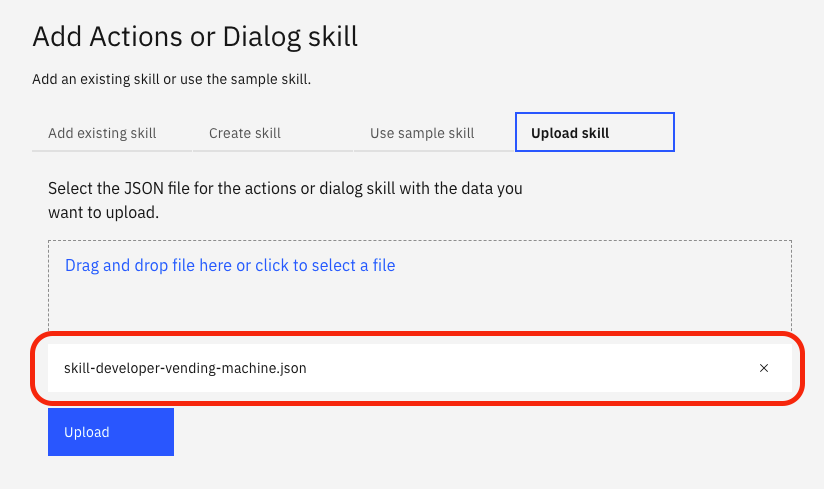 Add Actions or Dialog skill
Add an existing skill or use the sample skill.
Add existing skill
Create skill
Use sample skill
Upload skill
Select the JSON file for the actions or dialog skill with the data you
want to upload.
Drag and drop file here or click to select a file
skill-developer-vending-machine.json
Upload